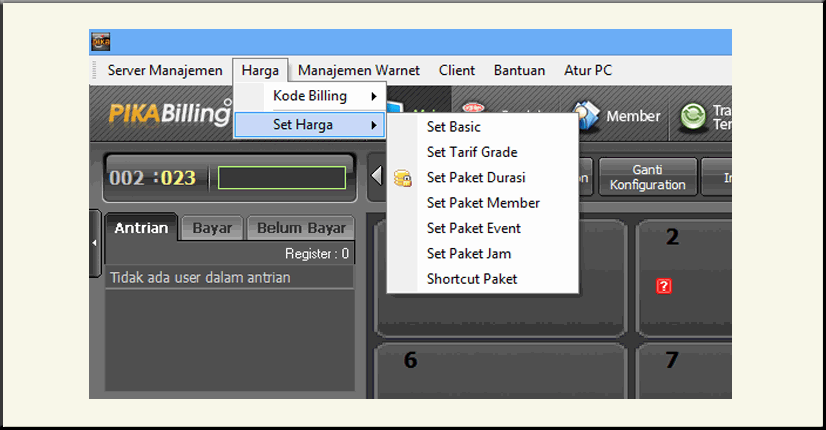 PIKA
Server Manajemen Harga Manajemen Warnet Client Bantuan Atur PC
Kode Billing
Set Harga
PIKABilling
Member
Set Basic
Set Tarif Grade
Set Paket Durasi
Set Paket Member
Set Paket Event
Set Paket Jam
Shortcut Paket
002 : 023
Ganti
Konfiguration
Antrian Bayar Belum Bayar
Register : 0
Tidak ada user dalam antrian
2
?
6
7